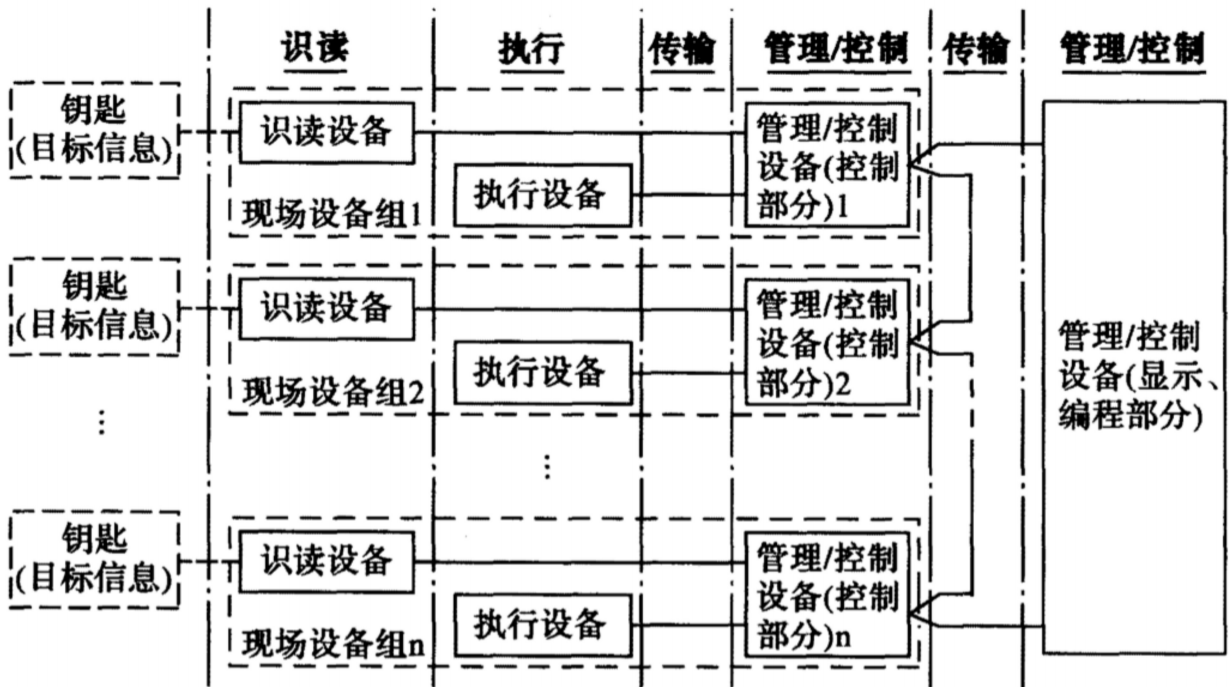 识读 执行 传输 管理/控制 传输 管理/控制
钥匙
(目标信息)
识读设备
执行设备
现场设备组1
管理/控制
设备(控制
部分)1
钥匙
(目标信息)
识读设备
执行设备
现场设备组2
管理/控制
设备(控制
部分)2
⋮
⋮
钥匙
(目标信息)
识读设备
执行设备
现场设备组n
管理/控制
设备(控制
部分)n
管理/控制
设备(显示、
编程部分)